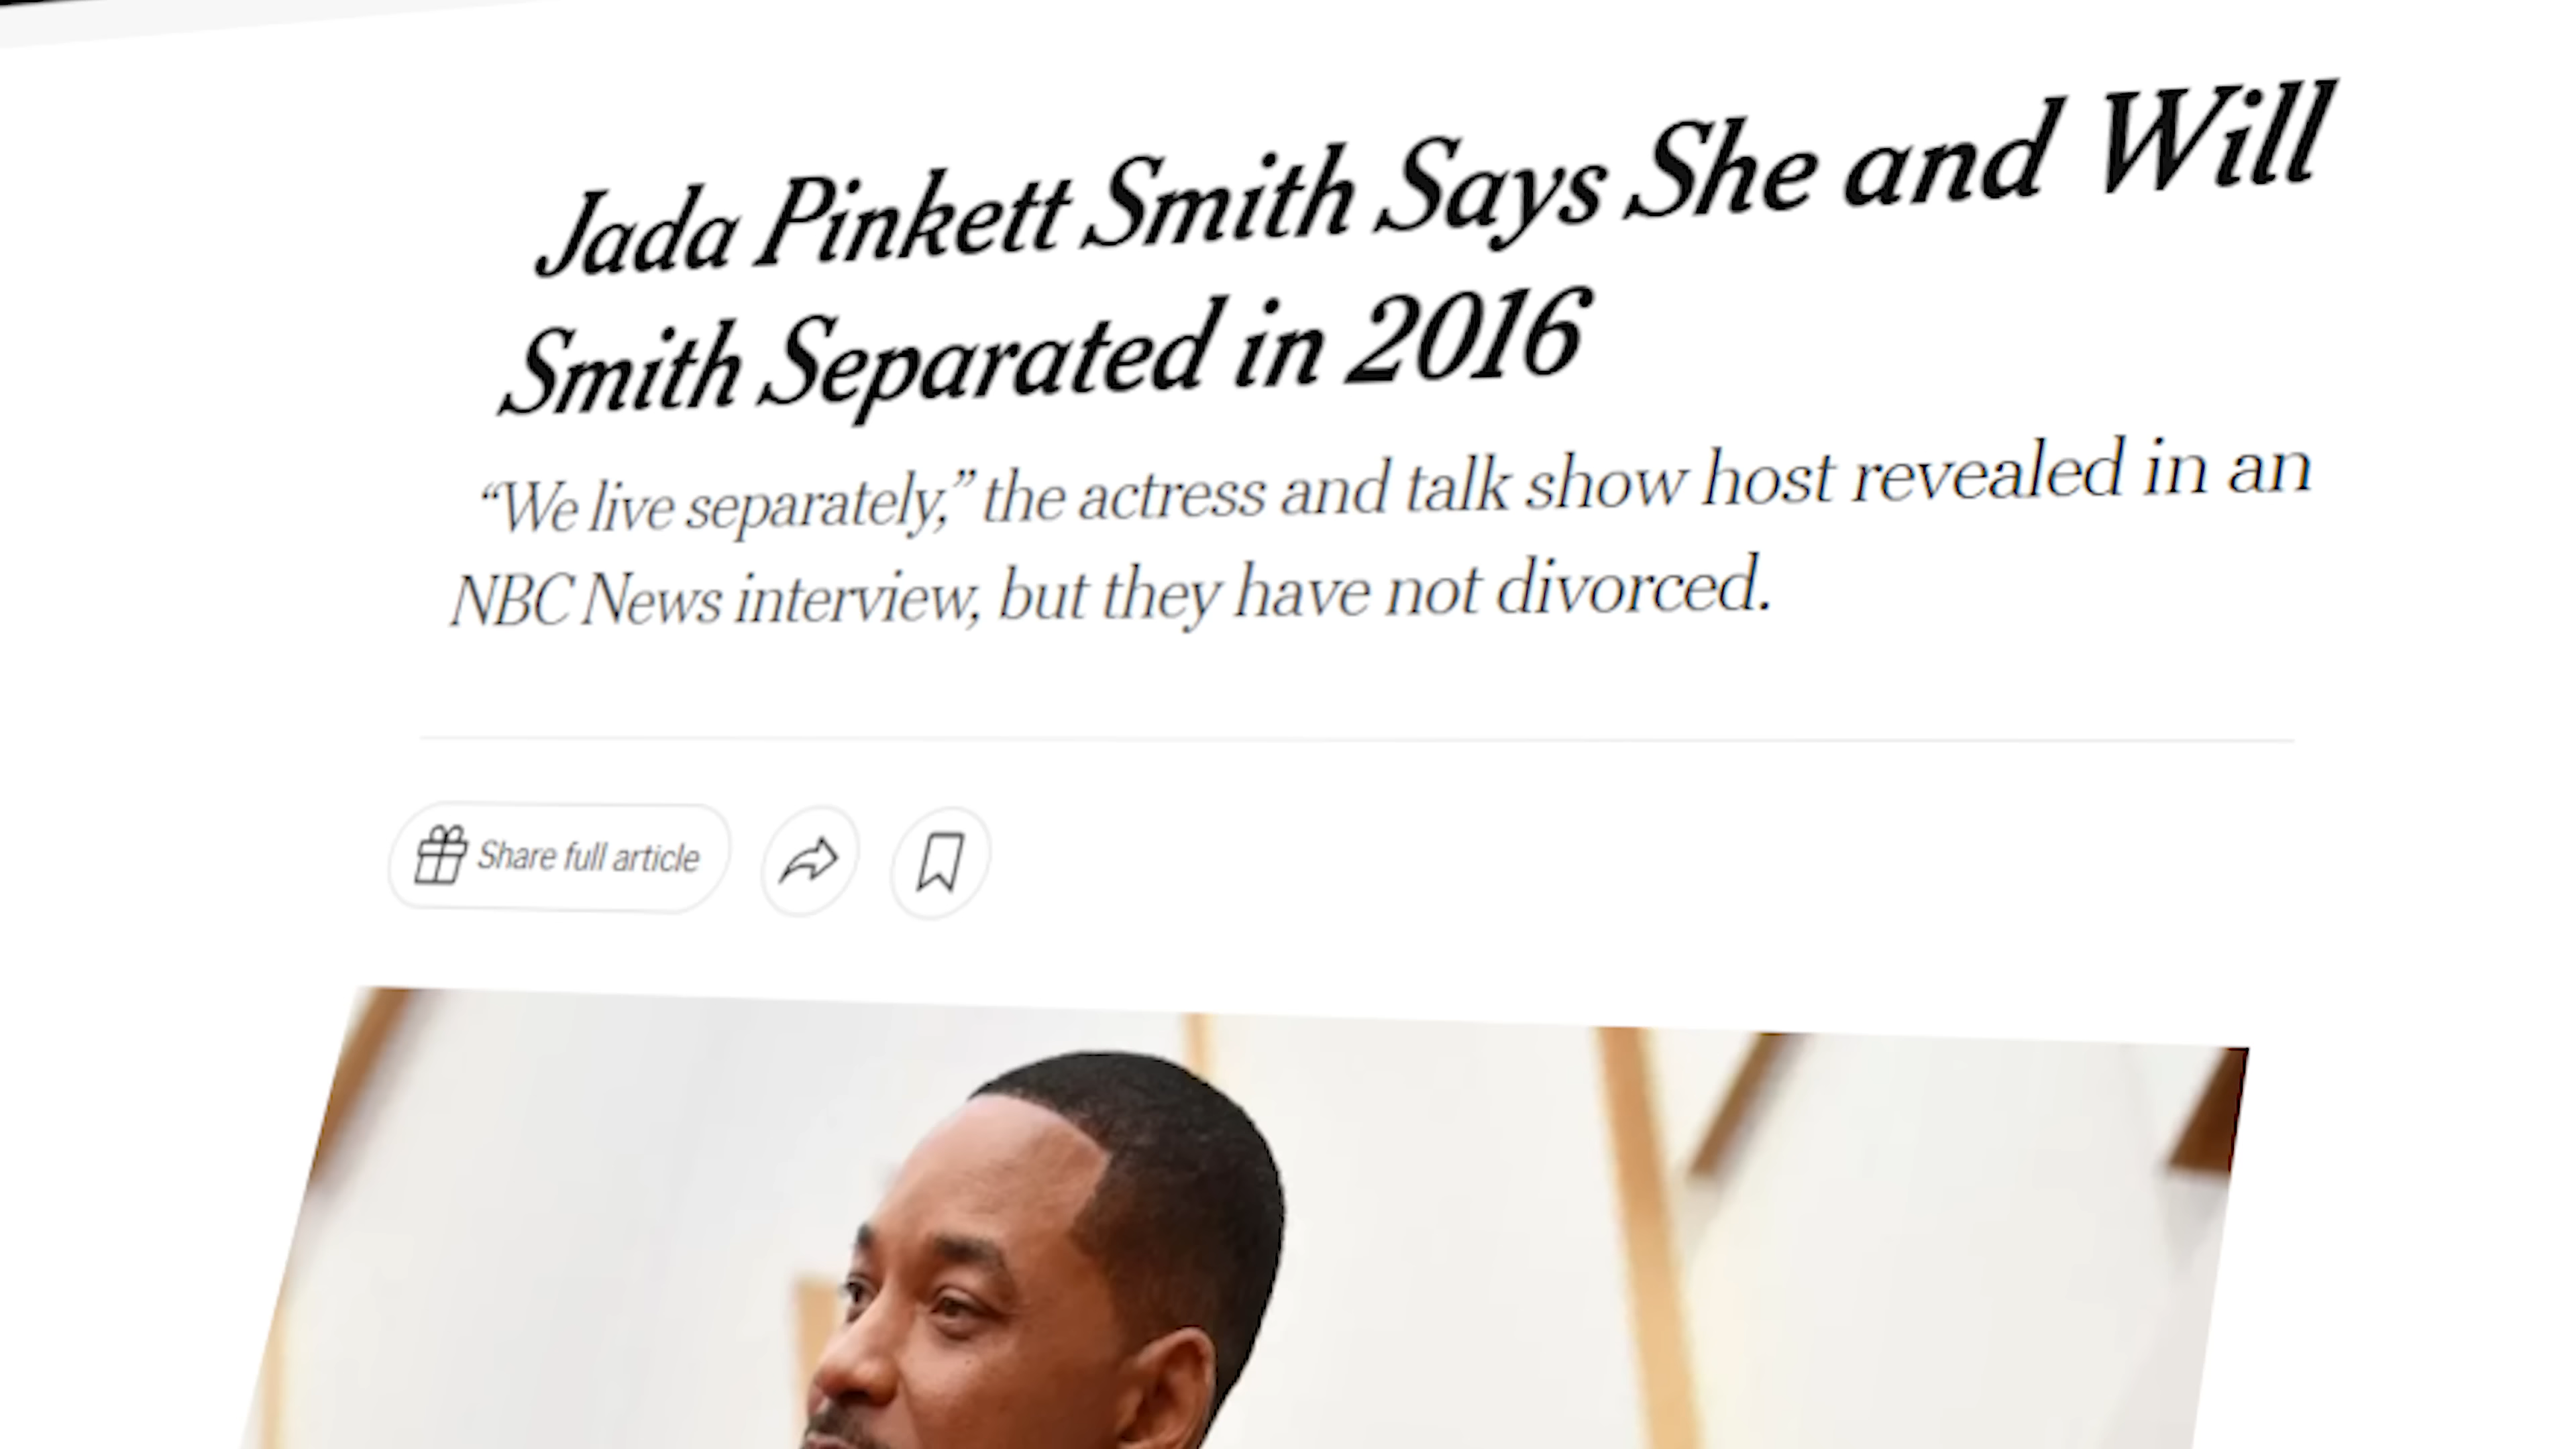 Jada Pinkett Smith Says She and Will
Smith Separated in 2016
“We live separately,” the actress and talk show host revealed in an
NBC News interview, but they have not divorced.
Share full article